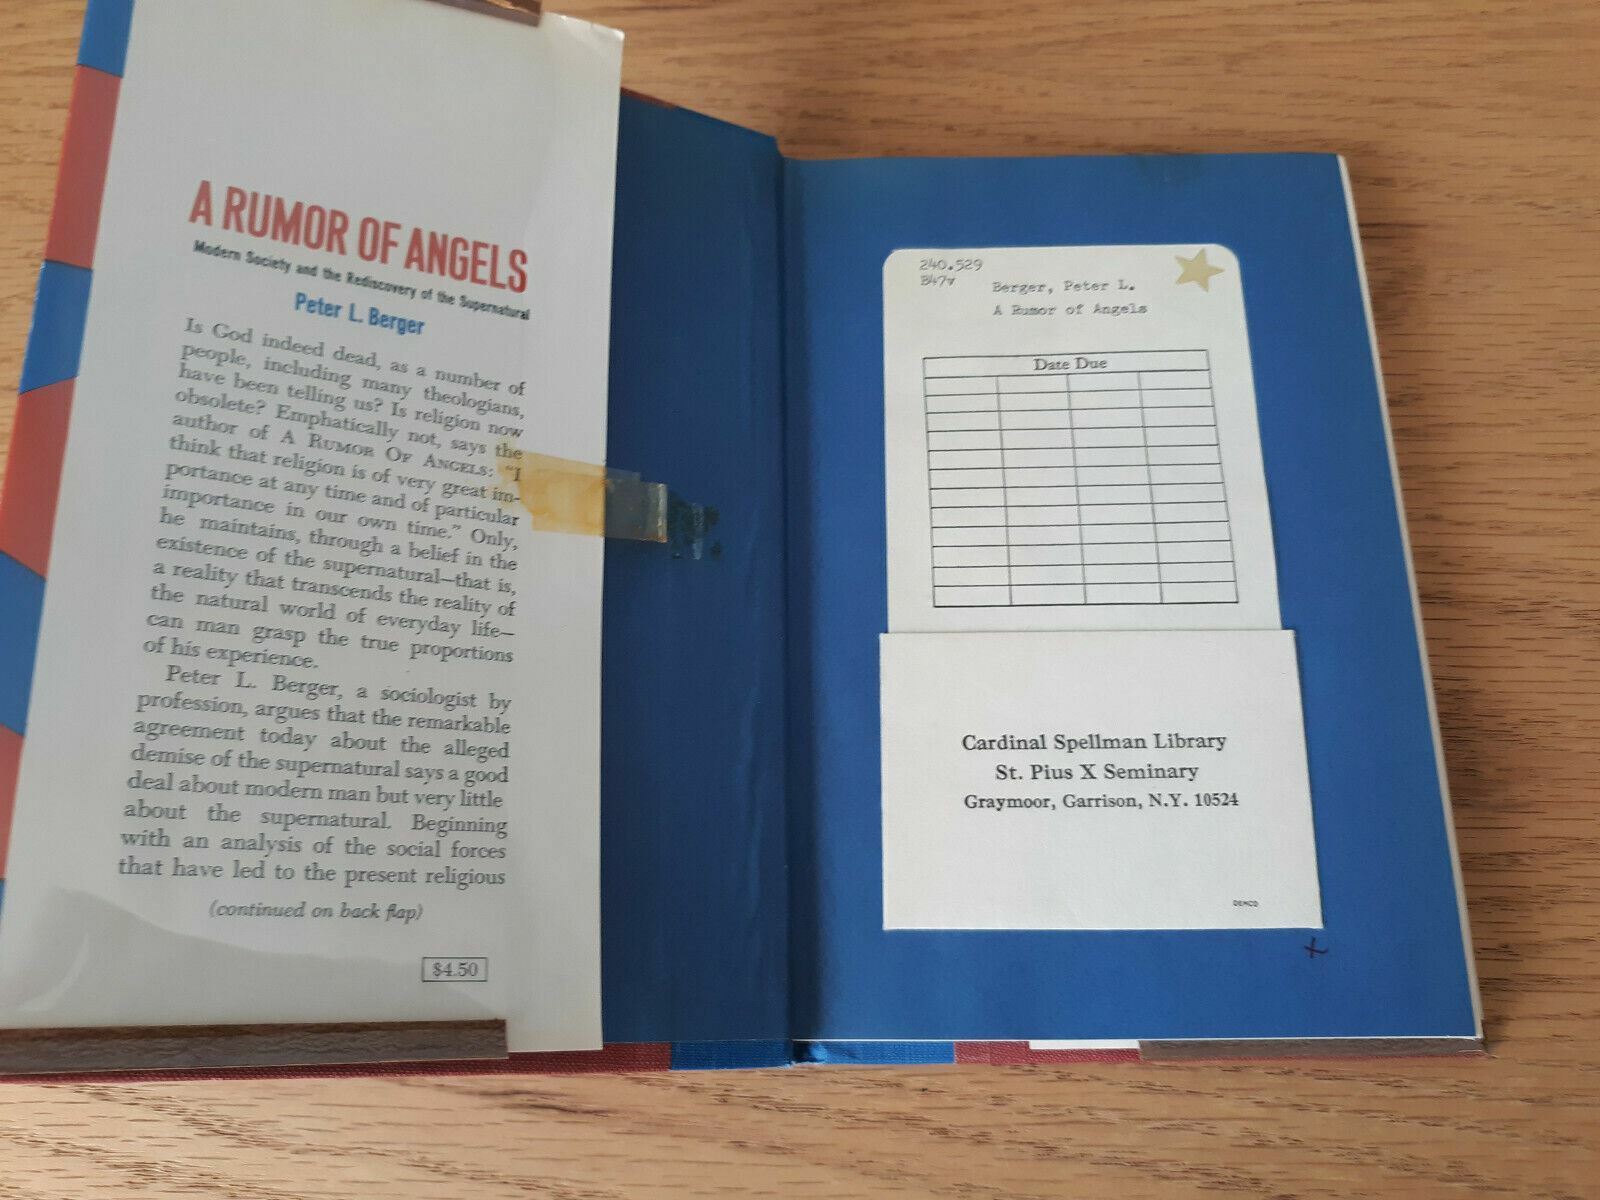 A RUMOR OF ANGELS
Modern Society and the Rediscovery of the Supernatural
Peter L. Berger
Is God indeed dead, as a number of
people, including many theologians,
have been telling us? Is religion now
obsolete? Emphatically not, says the
author of A RUMOR OF ANGELS: "I
think that religion is of very great im-
portance at any time and of particular
importance in our own time." Only,
he maintains, through a belief in the
existence of the supernatural—that is,
a reality that transcends the reality of
the natural world of everyday life—
can man grasp the true proportions
of his experience.
Peter L. Berger, a sociologist by
profession, argues that the remarkable
agreement today about the alleged
demise of the supernatural says a good
deal about modern man but very little
about the supernatural. Beginning
with an analysis of the social forces
that have led to the present religious
(continued on back flap)
$4.50
240.529
B47v
Berger, Peter L.
A Rumor of Angels
Date Due
Cardinal Spellman Library
St. Pius X Seminary
Graymoor, Garrison, N.Y. 10524
DEMCO